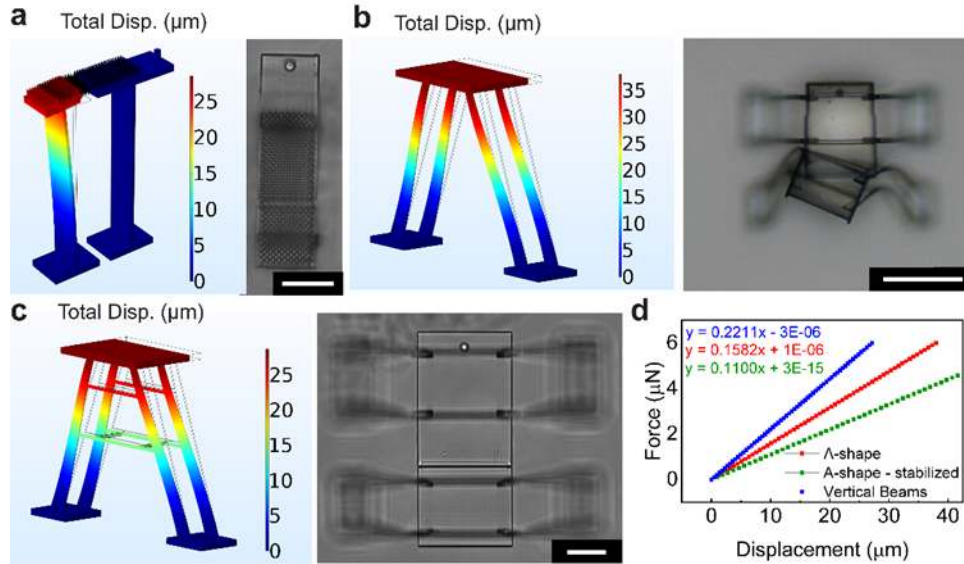 a
Total Disp. (µm)
25
20
15
10
5
0
b
Total Disp. (µm)
35
30
25
20
15
10
5
0
c
Total Disp. (µm)
25
20
15
10
5
0
d
y = 0.2211x - 3E-06
y = 0.1582x + 1E-06
y = 0.1100x + 3E-15
Force (µN)
6
4
2
0
Λ-shape
A-shape - stabilized
Vertical Beams
0 10 20 30 40
Displacement (µm)